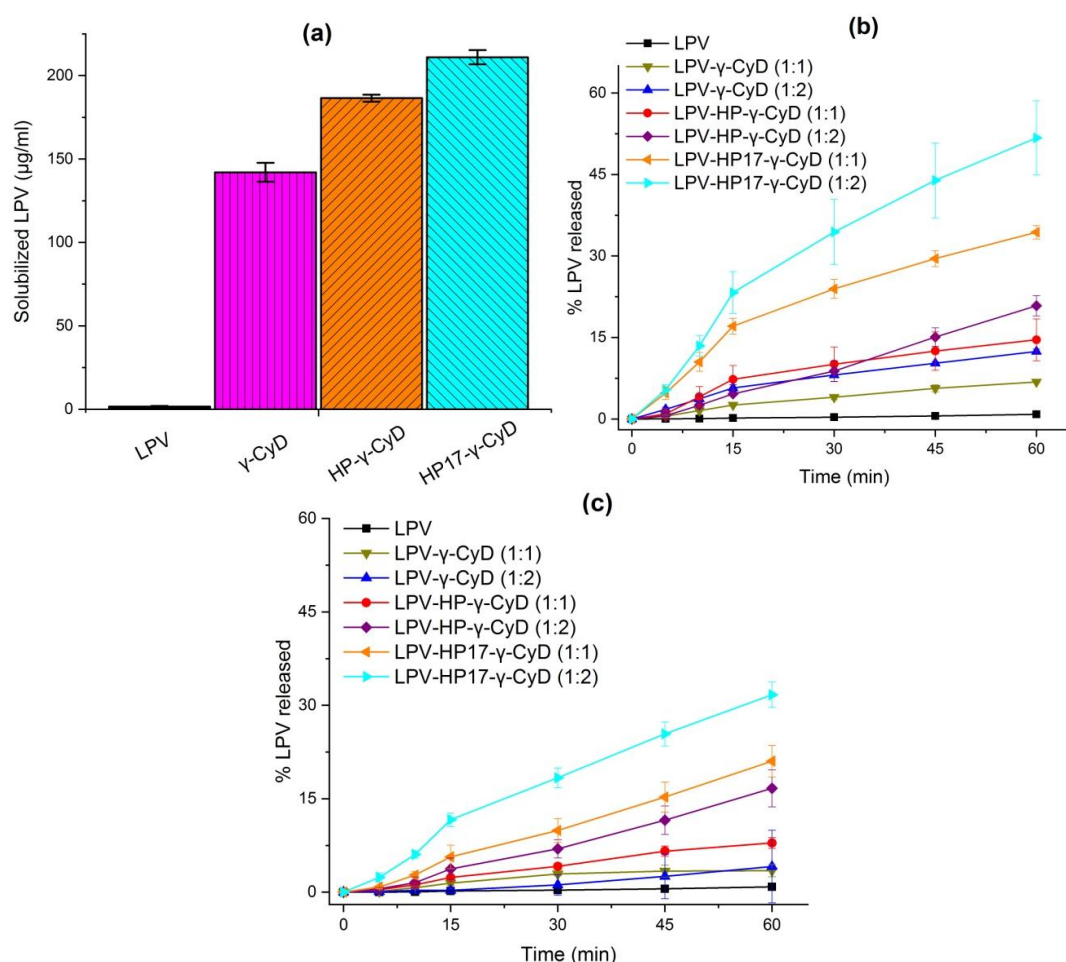 (a)
Solubilized LPV (µg/ml)
200
150
100
50
0
LPV
γ-CyD
HP-γ-CyD
HP17-γ-CyD
(b)
LPV
LPV-γ-CyD (1:1)
LPV-γ-CyD (1:2)
LPV-HP-γ-CyD (1:1)
LPV-HP-γ-CyD (1:2)
LPV-HP17-γ-CyD (1:1)
LPV-HP17-γ-CyD (1:2)
% LPV released
60
45
30
15
0
0 15 30 45 60
Time (min)
(c)
LPV
LPV-γ-CyD (1:1)
LPV-γ-CyD (1:2)
LPV-HP-γ-CyD (1:1)
LPV-HP-γ-CyD (1:2)
LPV-HP17-γ-CyD (1:1)
LPV-HP17-γ-CyD (1:2)
% LPV released
60
45
30
15
0
0 15 30 45 60
Time (min)